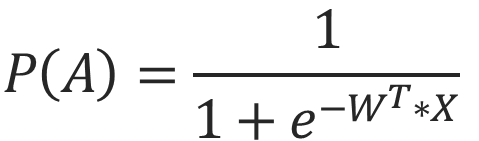 P(A) = 1 / (1 + e^{-W^T * X})